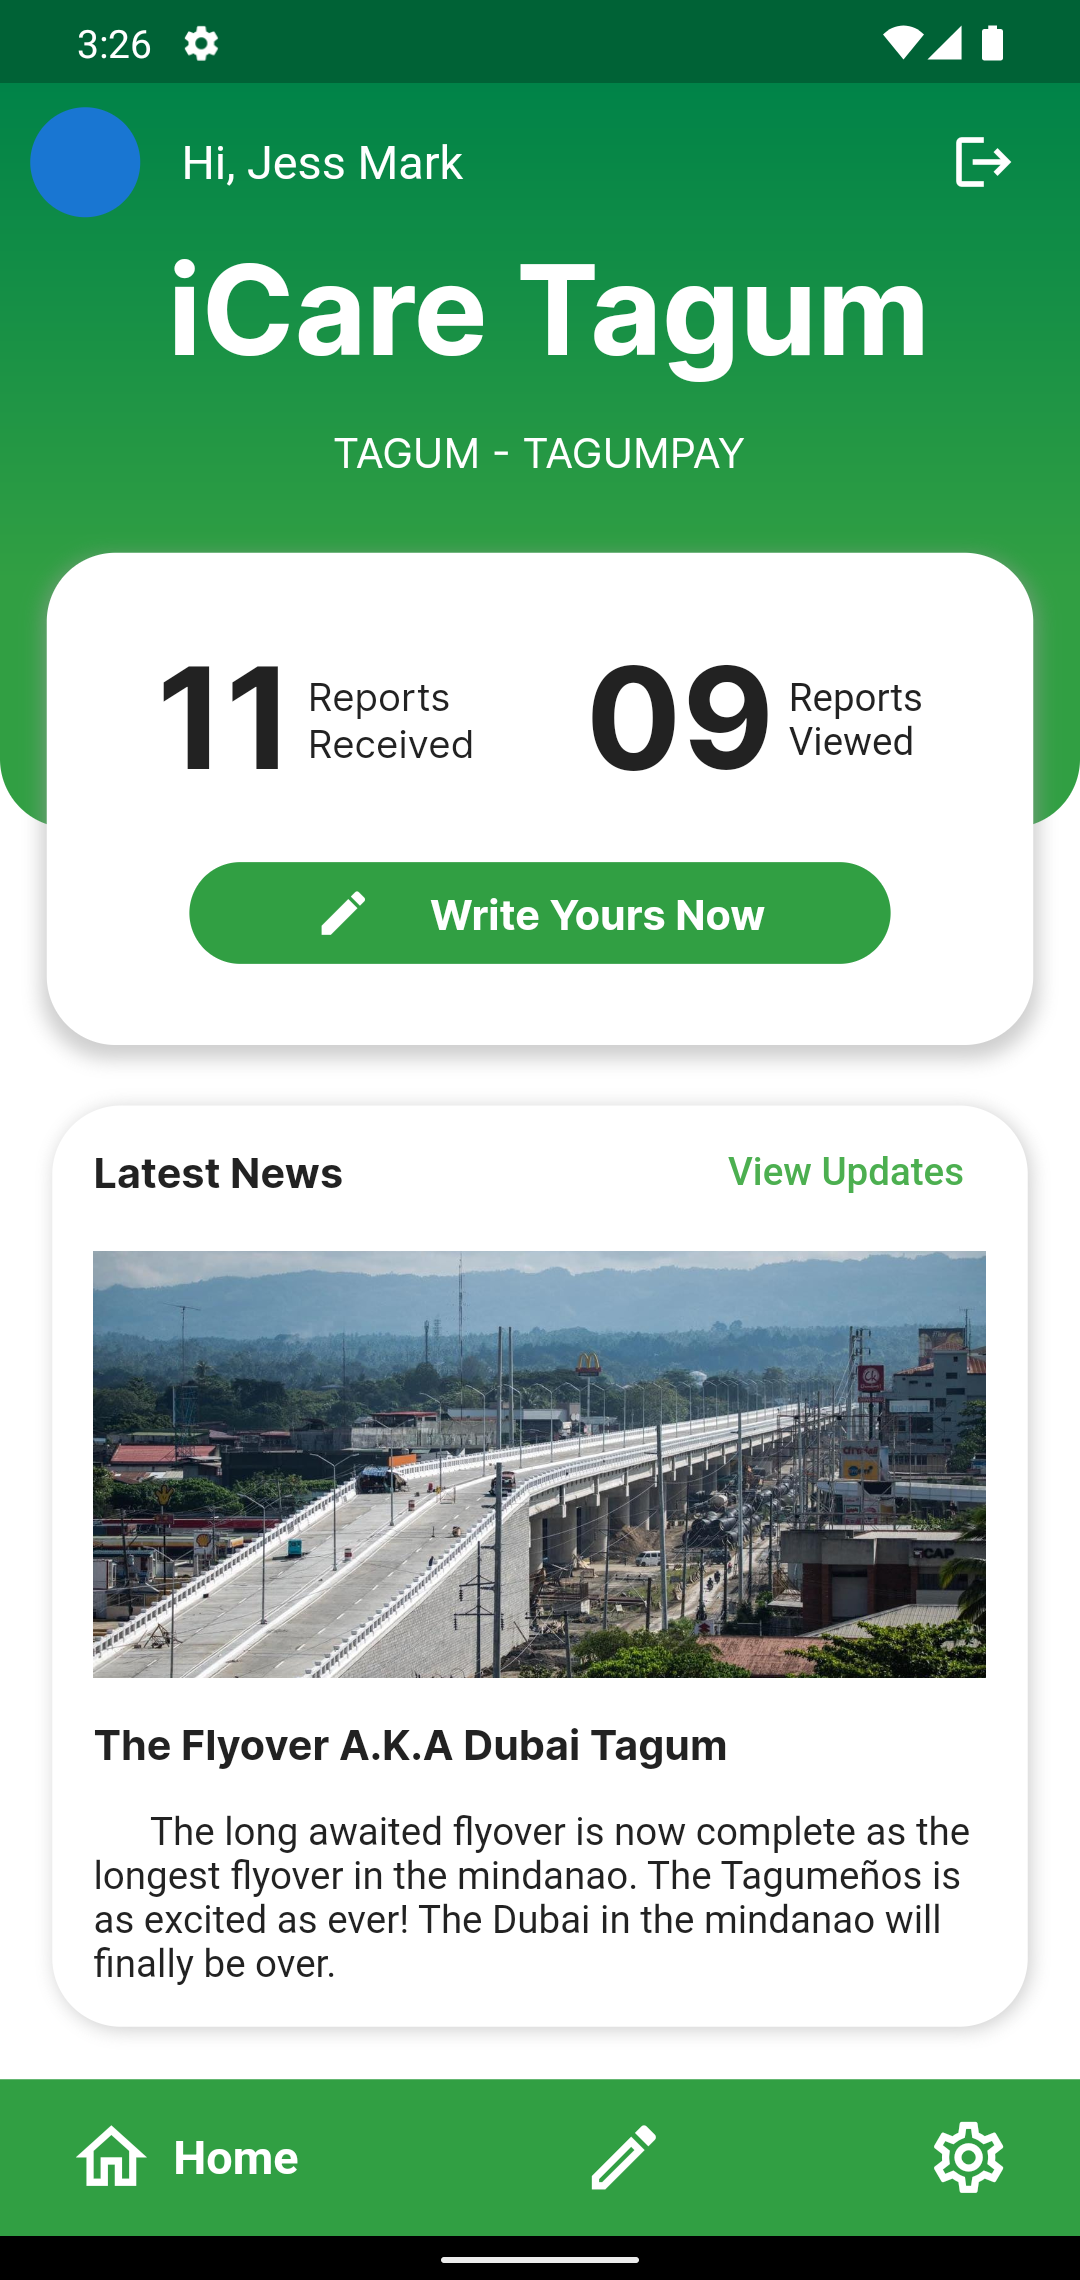 3:26
Hi, Jess Mark
iCare Tagum
TAGUM - TAGUMPAY
11 Reports Received
09 Reports Viewed
Write Yours Now
Latest News
View Updates
The Flyover A.K.A Dubai Tagum
The long awaited flyover is now complete as the
longest flyover in the mindanao. The Tagumeños is
as excited as ever! The Dubai in the mindanao will
finally be over.
Home